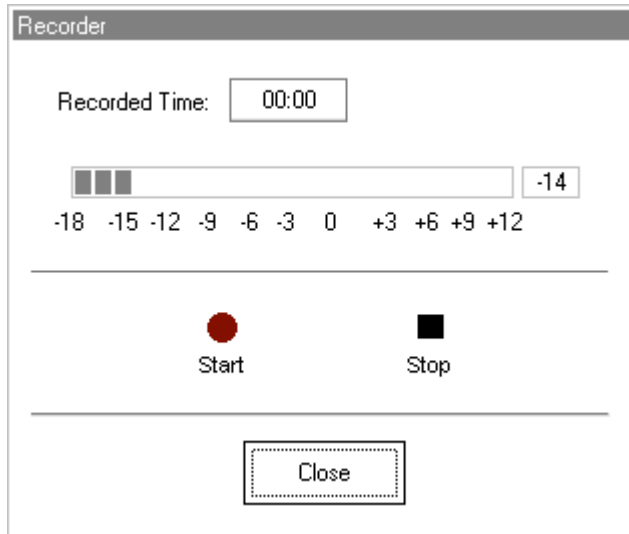 Recorder
Recorded Time: 00:00
-14
-18 -15 -12 -9 -6 -3 0 +3 +6 +9 +12
Start Stop
Close